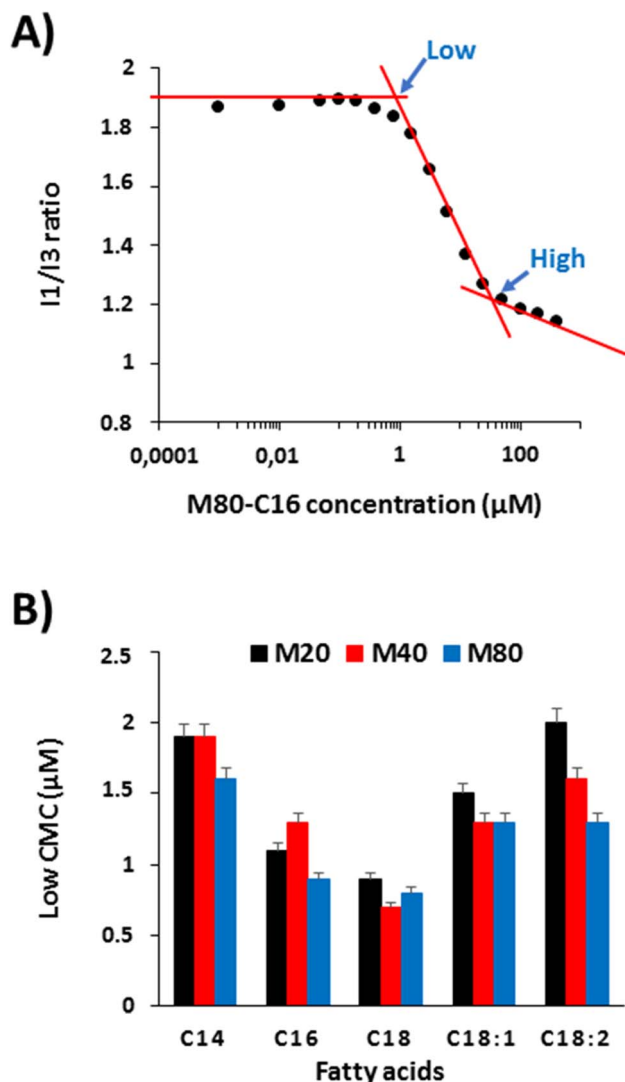 A)
Low
High
2
1.8
1.6
1.4
1.2
1
0.8
I1/I3 ratio
0,0001 0,01 1 100
M80-C16 concentration (µM)
B)
M20 M40 M80
2.5
2
1.5
1
0.5
0
Low CMC (µM)
C14 C16 C18 C18:1 C18:2
Fatty acids